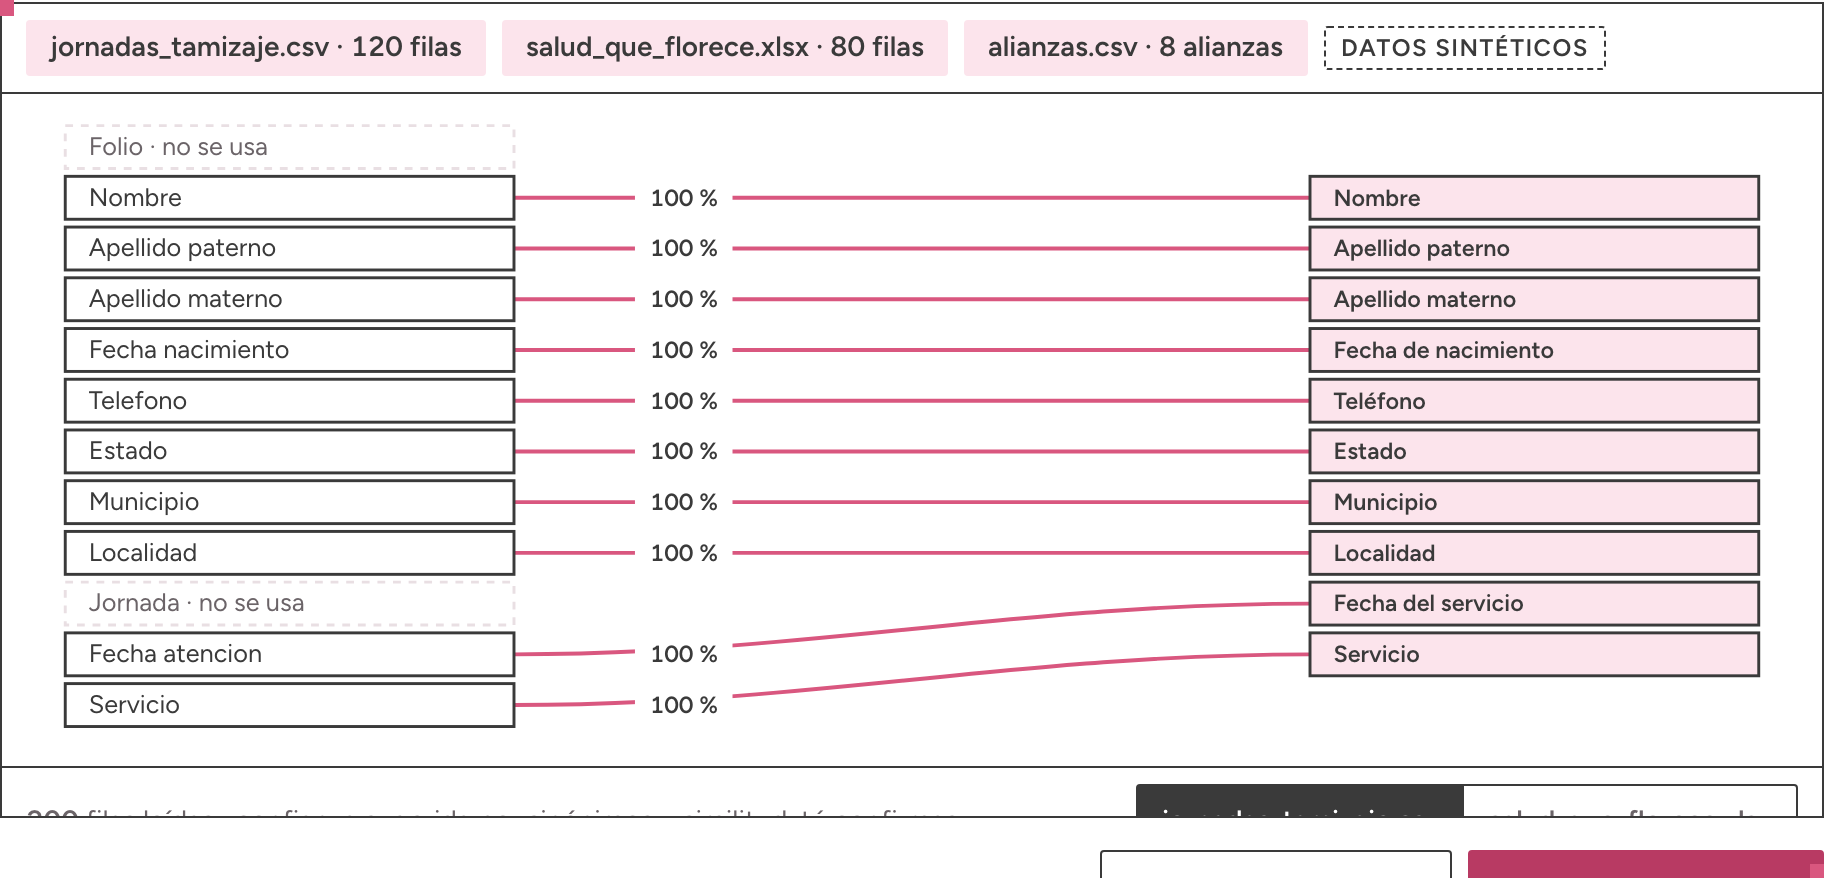 jornadas_tamizaje.csv · 120 filas
salud_que_florece.xlsx · 80 filas
alianzas.csv · 8 alianzas
DATOS SINTÉTICOS
Folio · no se usa
Nombre 100 % Nombre
Apellido paterno 100 % Apellido paterno
Apellido materno 100 % Apellido materno
Fecha nacimiento 100 % Fecha de nacimiento
Telefono 100 % Teléfono
Estado 100 % Estado
Municipio 100 % Municipio
Localidad 100 % Localidad
Jornada · no se usa Fecha del servicio
Fecha atencion 100 % Servicio
Servicio 100 %